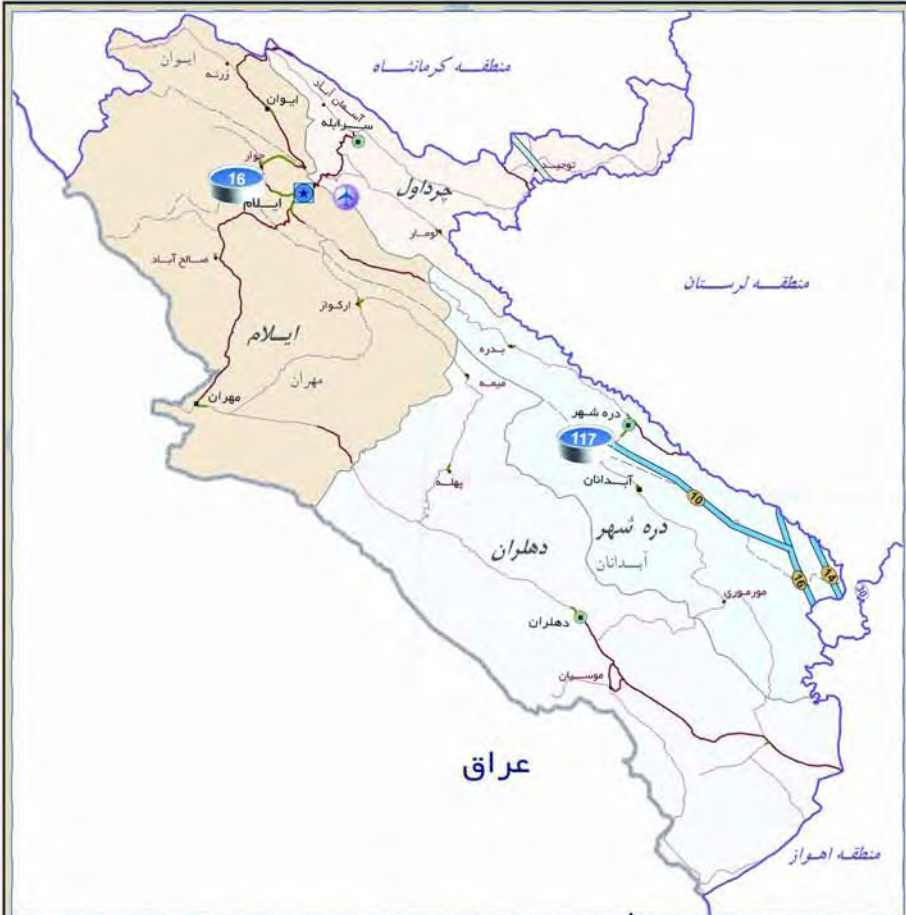 منطقه کرمانشاه
ایوان
زرنه
ایوان
آسمان آباد
سرابله
توحید
چوار
16
ایلام
چرداول
لومار
صالح آباد
منطقه لرستان
ارکواز
ایلام
بدره
میمه
مهران
مهران
دره شهر
117
پهله
آبدانان
10
دره شهر
دهلران
آبدانان
16
14
30
مورموری
دهلران
موسیان
عراق
منطقه اهواز